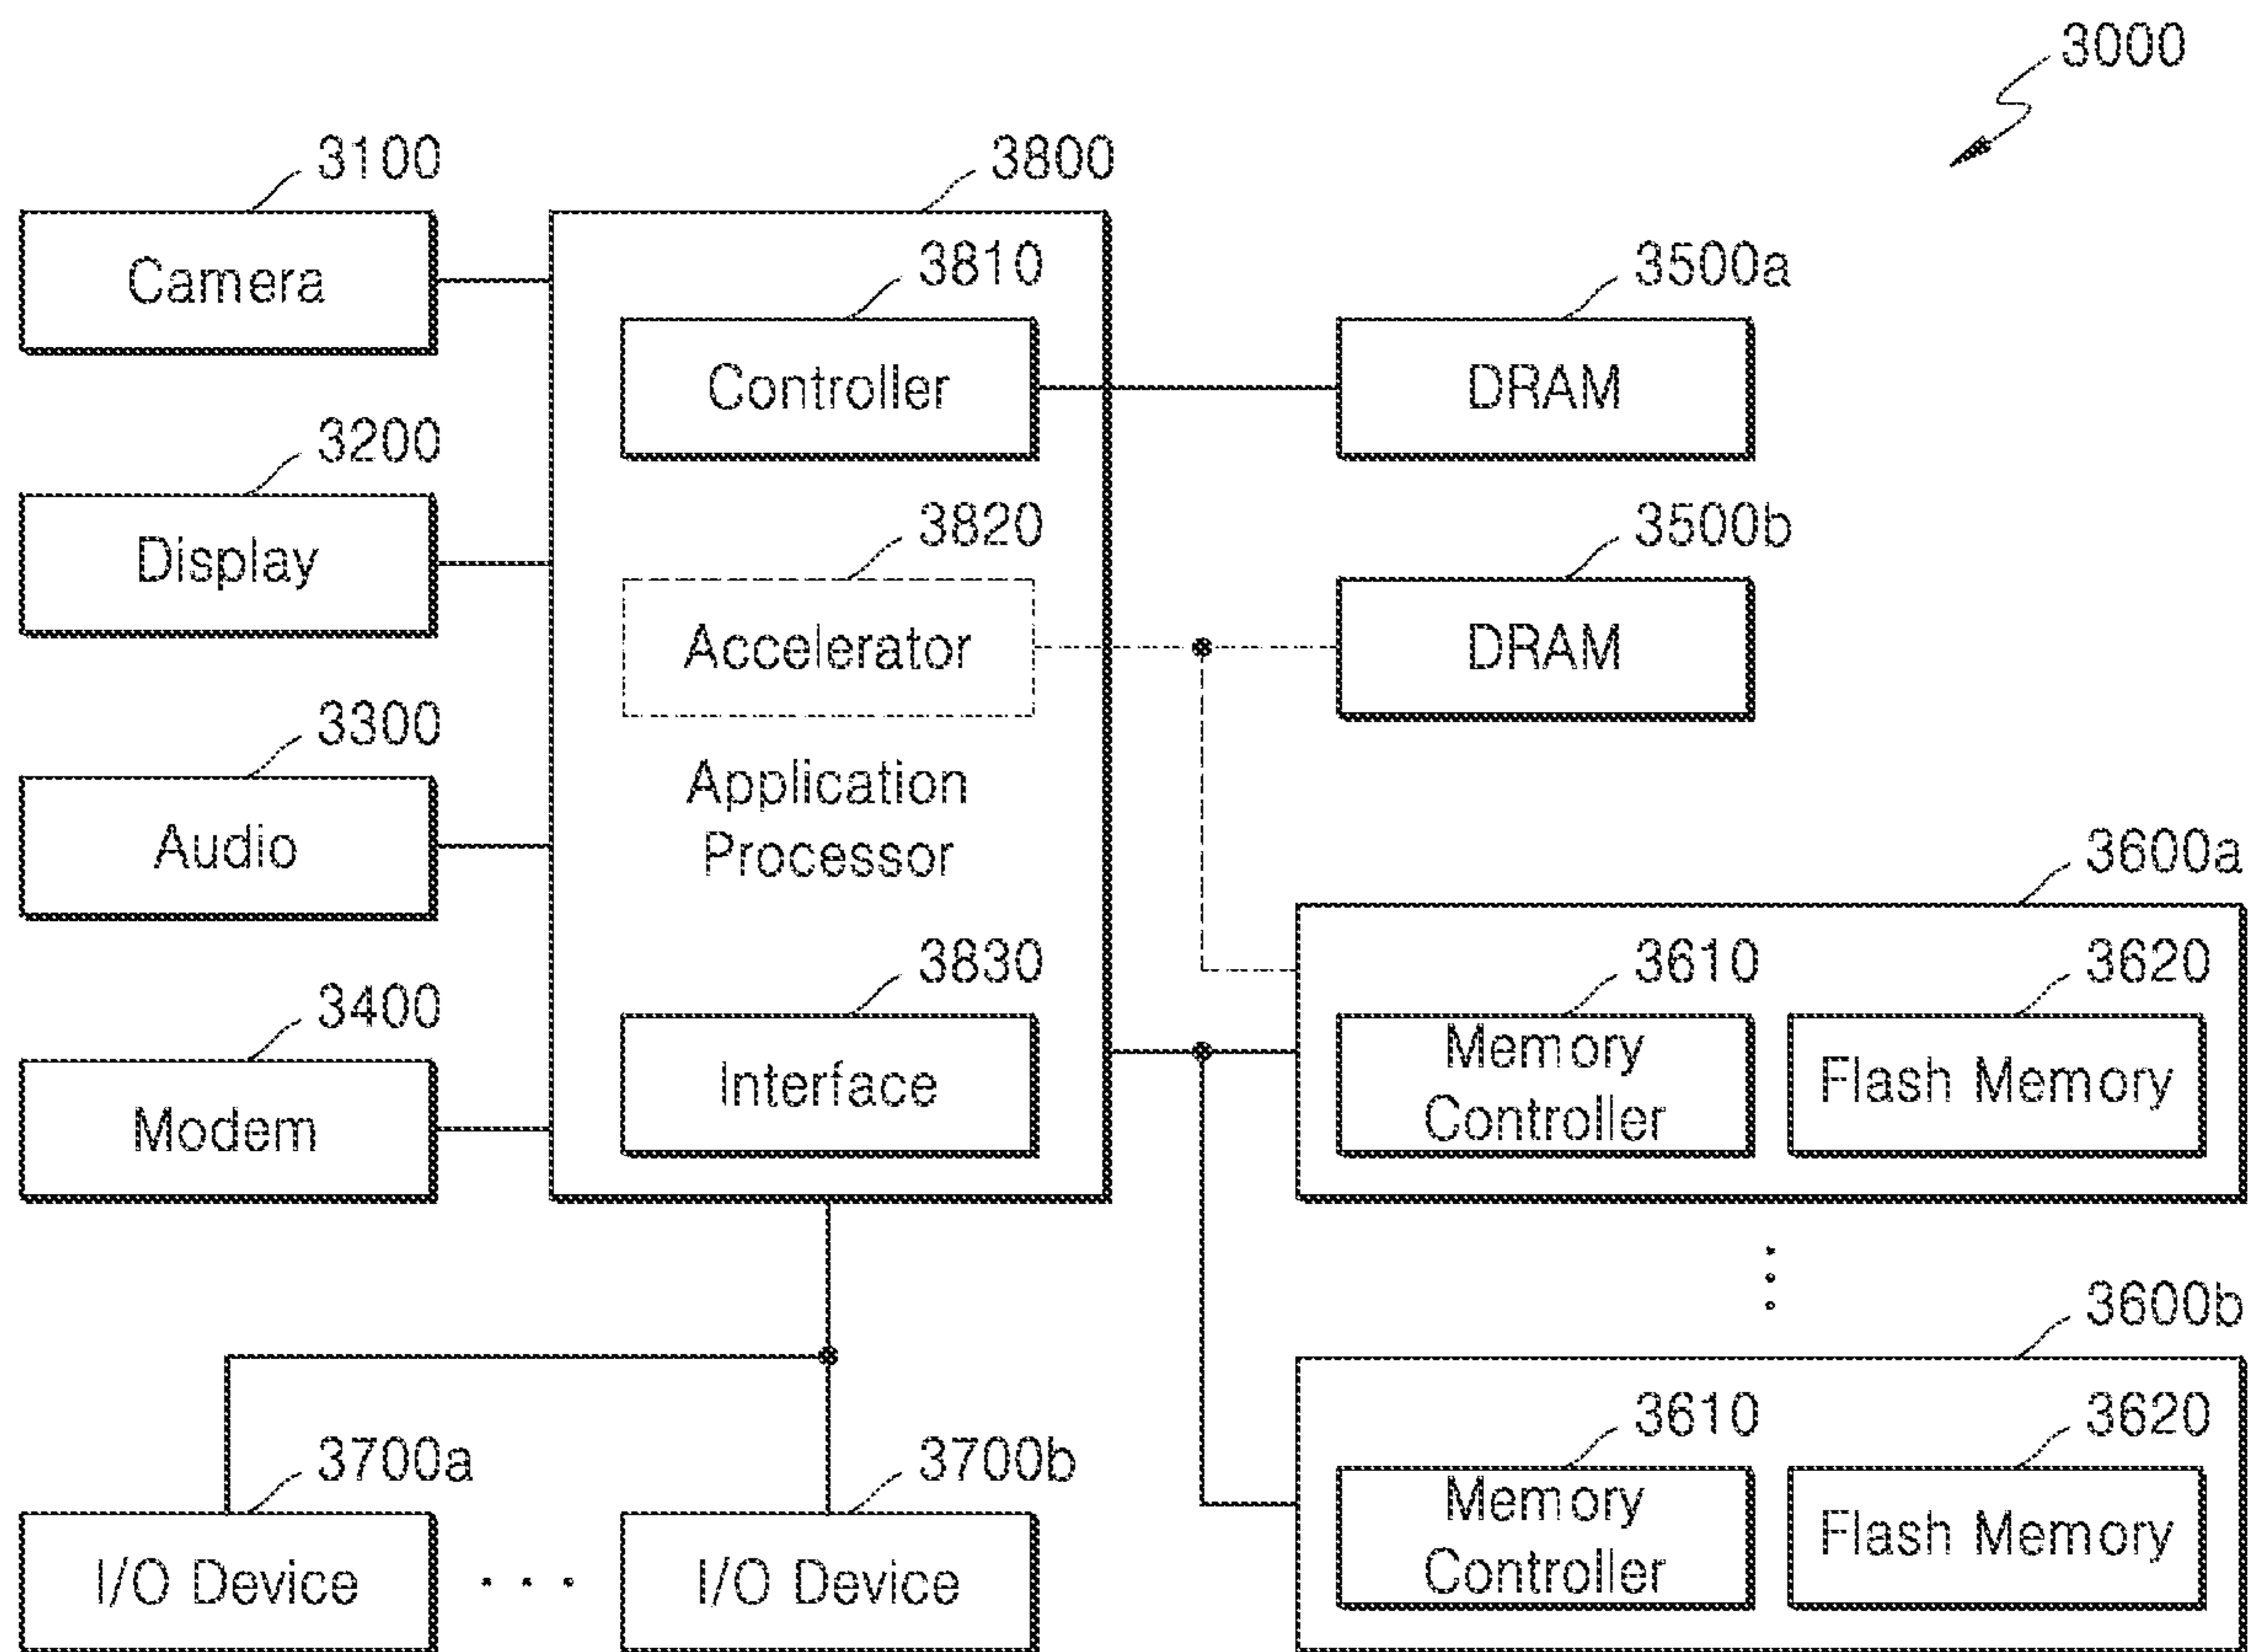 3000
3100
Camera
3200
Display
3300
Audio
3400
Modem
3800
3810
Controller
3820
Accelerator
Application
Processor
3830
Interface
3500a
DRAM
3500b
DRAM
3600a
3610
Memory
Controller
3620
Flash Memory
3600b
3610
Memory
Controller
3620
Flash Memory
3700a
I/O Device
3700b
I/O Device